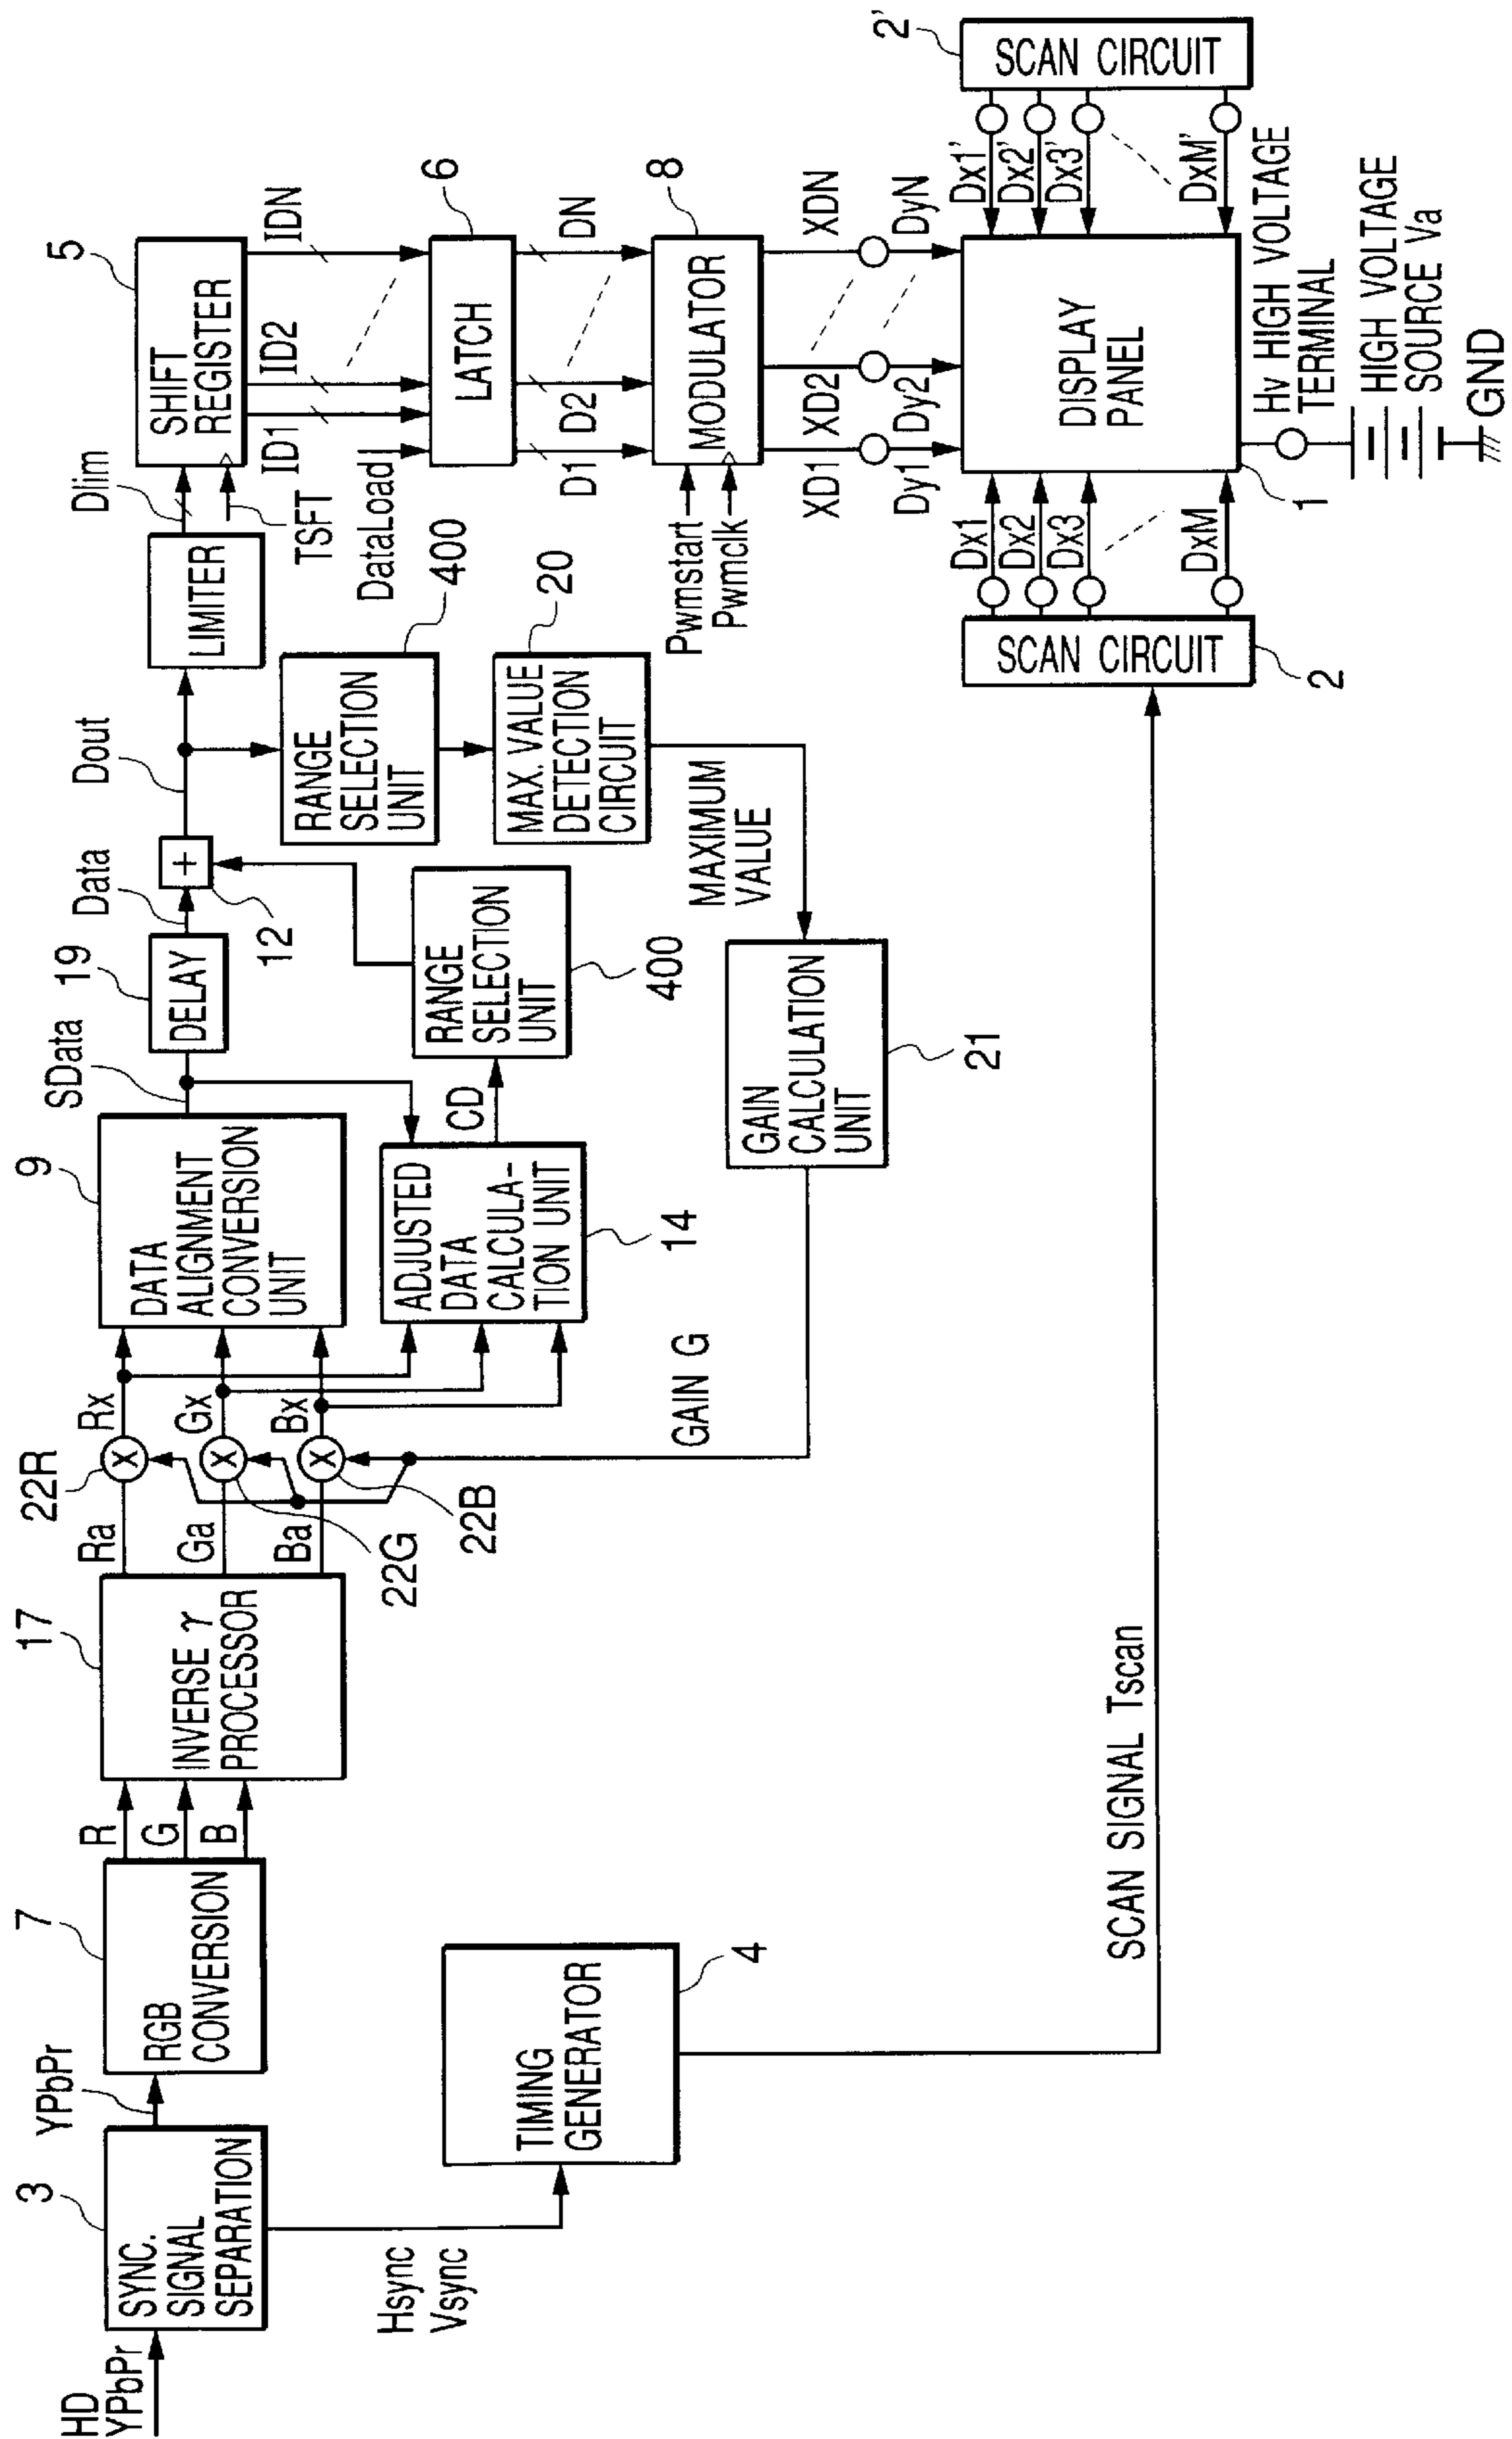 HD
YPbPr
3
SYNC.
SIGNAL
SEPARATION
YPbPr
Hsync
Vsync
7
RGB
CONVERSION
R
G
B
4
TIMING
GENERATOR
17
INVERSE γ
PROCESSOR
Ra
Ga
Ba
22R
22G
22B
Rx
Gx
Bx
GAIN G
SCAN SIGNAL Tscan
9
DATA
ALIGNMENT
CONVERSION
UNIT
ADJUSTED
DATA
CALCULA-
TION UNIT
14
SData
CD
19
DELAY
RANGE
SELECTION
UNIT
400
GAIN
CALCULATION
UNIT
21
Data
+
12
Dout
RANGE
SELECTION
UNIT
400
MAX. VALUE
DETECTION
CIRCUIT
20
MAXIMUM
VALUE
LIMITER
Dlim
TSFT
5
SHIFT
REGISTER
ID1
ID2
IDN
DataLoad
6
LATCH
D1
D2
DN
Pwmstart
Pwmclk
8
MODULATOR
XD1
XD2
XDN
Dy1
Dy2
DyN
SCAN CIRCUIT
2
Dx1
Dx2
Dx3
DxM
DISPLAY
PANEL
1
Dx1'
Dx2'
Dx3'
DxM'
SCAN CIRCUIT
2'
Hv HIGH VOLTAGE
TERMINAL
HIGH VOLTAGE
SOURCE Va
GND
X
X
X